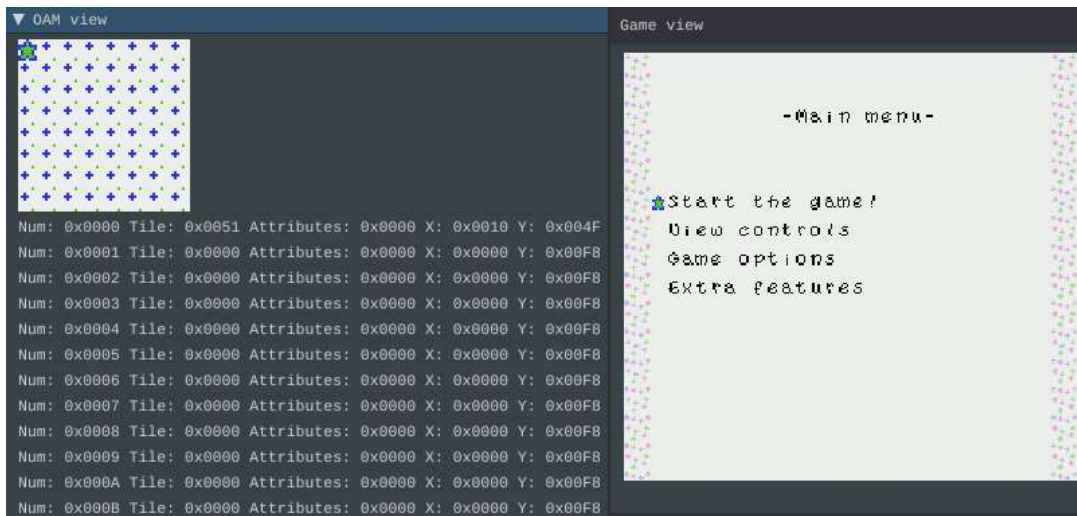 ▼ OAM view
Num: 0x0000 Tile: 0x0051 Attributes: 0x0000 X: 0x0010 Y: 0x004F
Num: 0x0001 Tile: 0x0000 Attributes: 0x0000 X: 0x0000 Y: 0x00F8
Num: 0x0002 Tile: 0x0000 Attributes: 0x0000 X: 0x0000 Y: 0x00F8
Num: 0x0003 Tile: 0x0000 Attributes: 0x0000 X: 0x0000 Y: 0x00F8
Num: 0x0004 Tile: 0x0000 Attributes: 0x0000 X: 0x0000 Y: 0x00F8
Num: 0x0005 Tile: 0x0000 Attributes: 0x0000 X: 0x0000 Y: 0x00F8
Num: 0x0006 Tile: 0x0000 Attributes: 0x0000 X: 0x0000 Y: 0x00F8
Num: 0x0007 Tile: 0x0000 Attributes: 0x0000 X: 0x0000 Y: 0x00F8
Num: 0x0008 Tile: 0x0000 Attributes: 0x0000 X: 0x0000 Y: 0x00F8
Num: 0x0009 Tile: 0x0000 Attributes: 0x0000 X: 0x0000 Y: 0x00F8
Num: 0x000A Tile: 0x0000 Attributes: 0x0000 X: 0x0000 Y: 0x00F8
Num: 0x000B Tile: 0x0000 Attributes: 0x0000 X: 0x0000 Y: 0x00F8
Game view
-Main menu-
Start the game!
View controls
Game options
Extra features